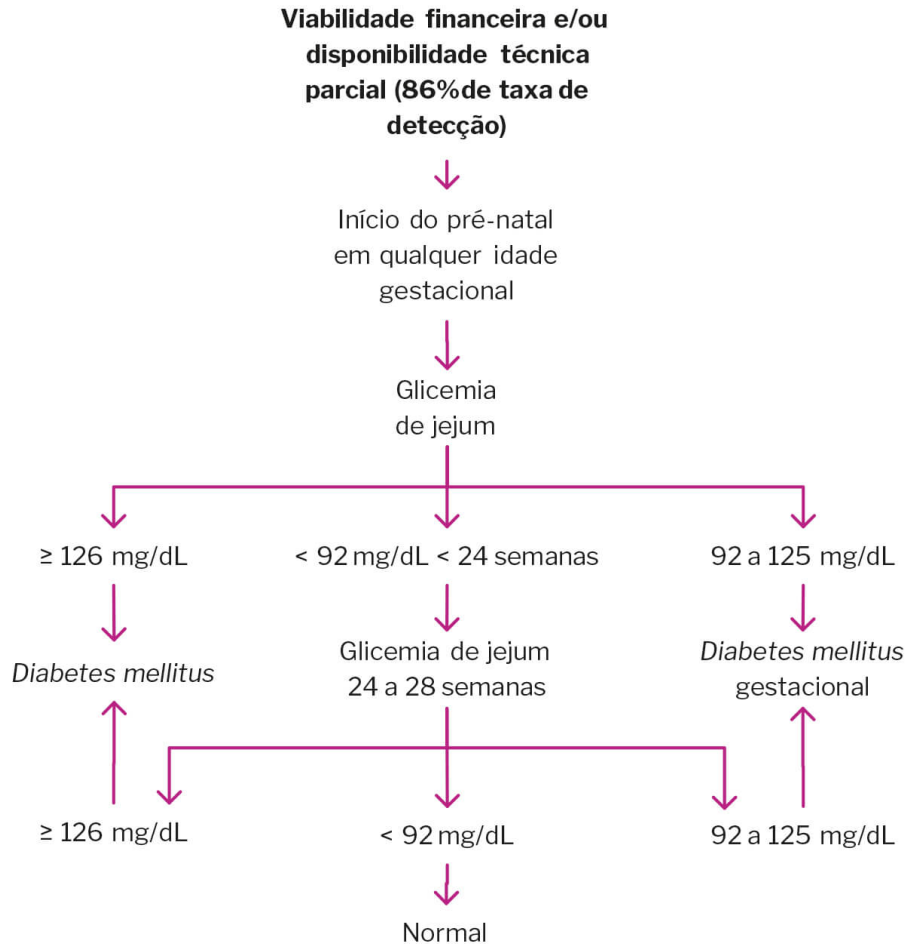 Viabilidade financeira e/ou
disponibilidade técnica
parcial (86%de taxa de
detecção)
Início do pré-natal
em qualquer idade
gestacional
Glicemia
de jejum
≥ 126 mg/dL
< 92 mg/dL < 24 semanas
92 a 125 mg/dL
Diabetes mellitus
Glicemia de jejum
24 a 28 semanas
Diabetes mellitus
gestacional
≥ 126 mg/dL
< 92 mg/dL
92 a 125 mg/dL
Normal